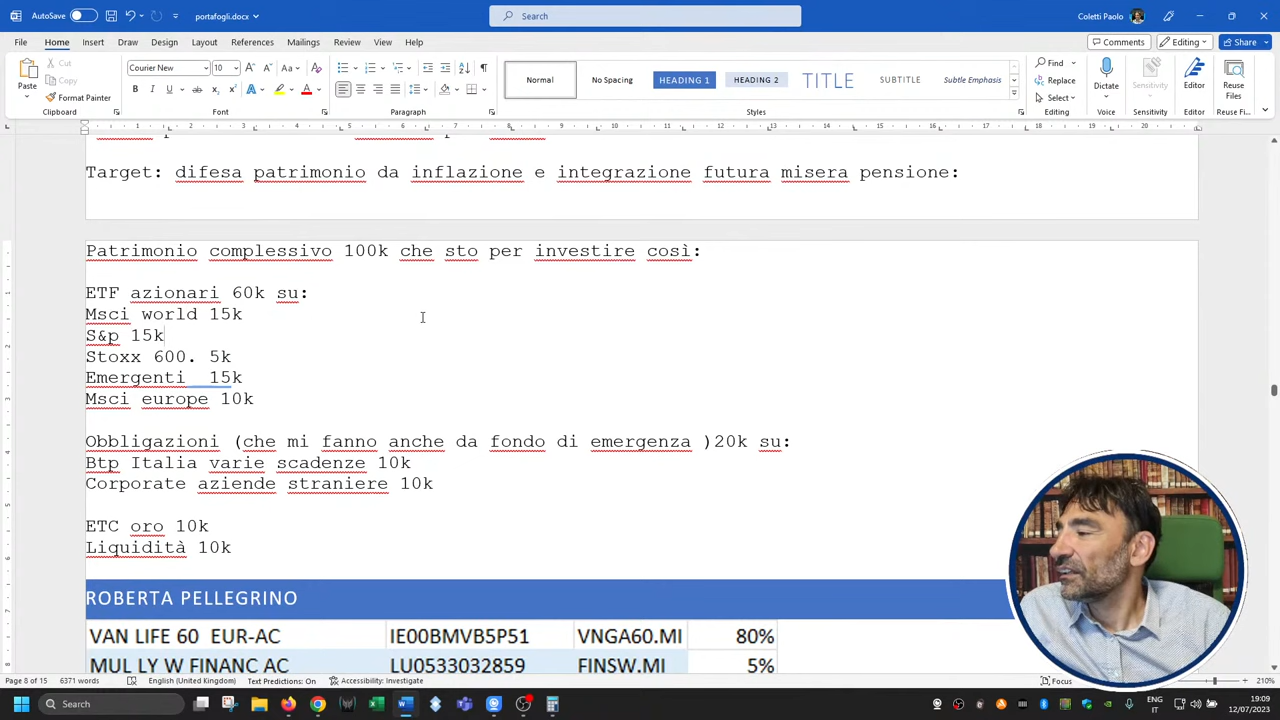 AutoSave
portafogli.docx
Search
Coletti Paolo
File Home Insert Draw Design Layout References Mailings Review View Help
Comments Editing Share
Paste
Cut
Copy
Format Painter
Clipboard
Courier New 10
Font
Paragraph
Normal
No Spacing
HEADING 1
HEADING 2
TITLE
SUBTITLE
Subtle Emphasis
Styles
Find
Replace
Select
Editing
Dictate
Voice
Sensitivity
Sensitivity
Editor
Editor
Reuse Files
Reuse Fi...
Target: difesa patrimonio da inflazione e integrazione futura misera pensione:
Patrimonio complessivo 100k che sto per investire così:
ETF azionari 60k su:
Msci world 15k
S&p 15k
Stoxx 600. 5k
Emergenti 15k
Msci europe 10k
Obbligazioni (che mi fanno anche da fondo di emergenza )20k su:
Btp Italia varie scadenze 10k
Corporate aziende straniere 10k
ETC oro 10k
Liquidità 10k
ROBERTA PELLEGRINO
VAN LIFE 60 EUR-AC IE00BMVB5P51 VNGA60.MI 80%
MUL LY W FINANC AC LU0533032859 FINSW.MI 5%
Page 8 of 15 6371 words English (United Kingdom) Text Predictions: On Accessibility: Investigate
Focus
210%
Search
ENG
IT
19:09
12/07/2023